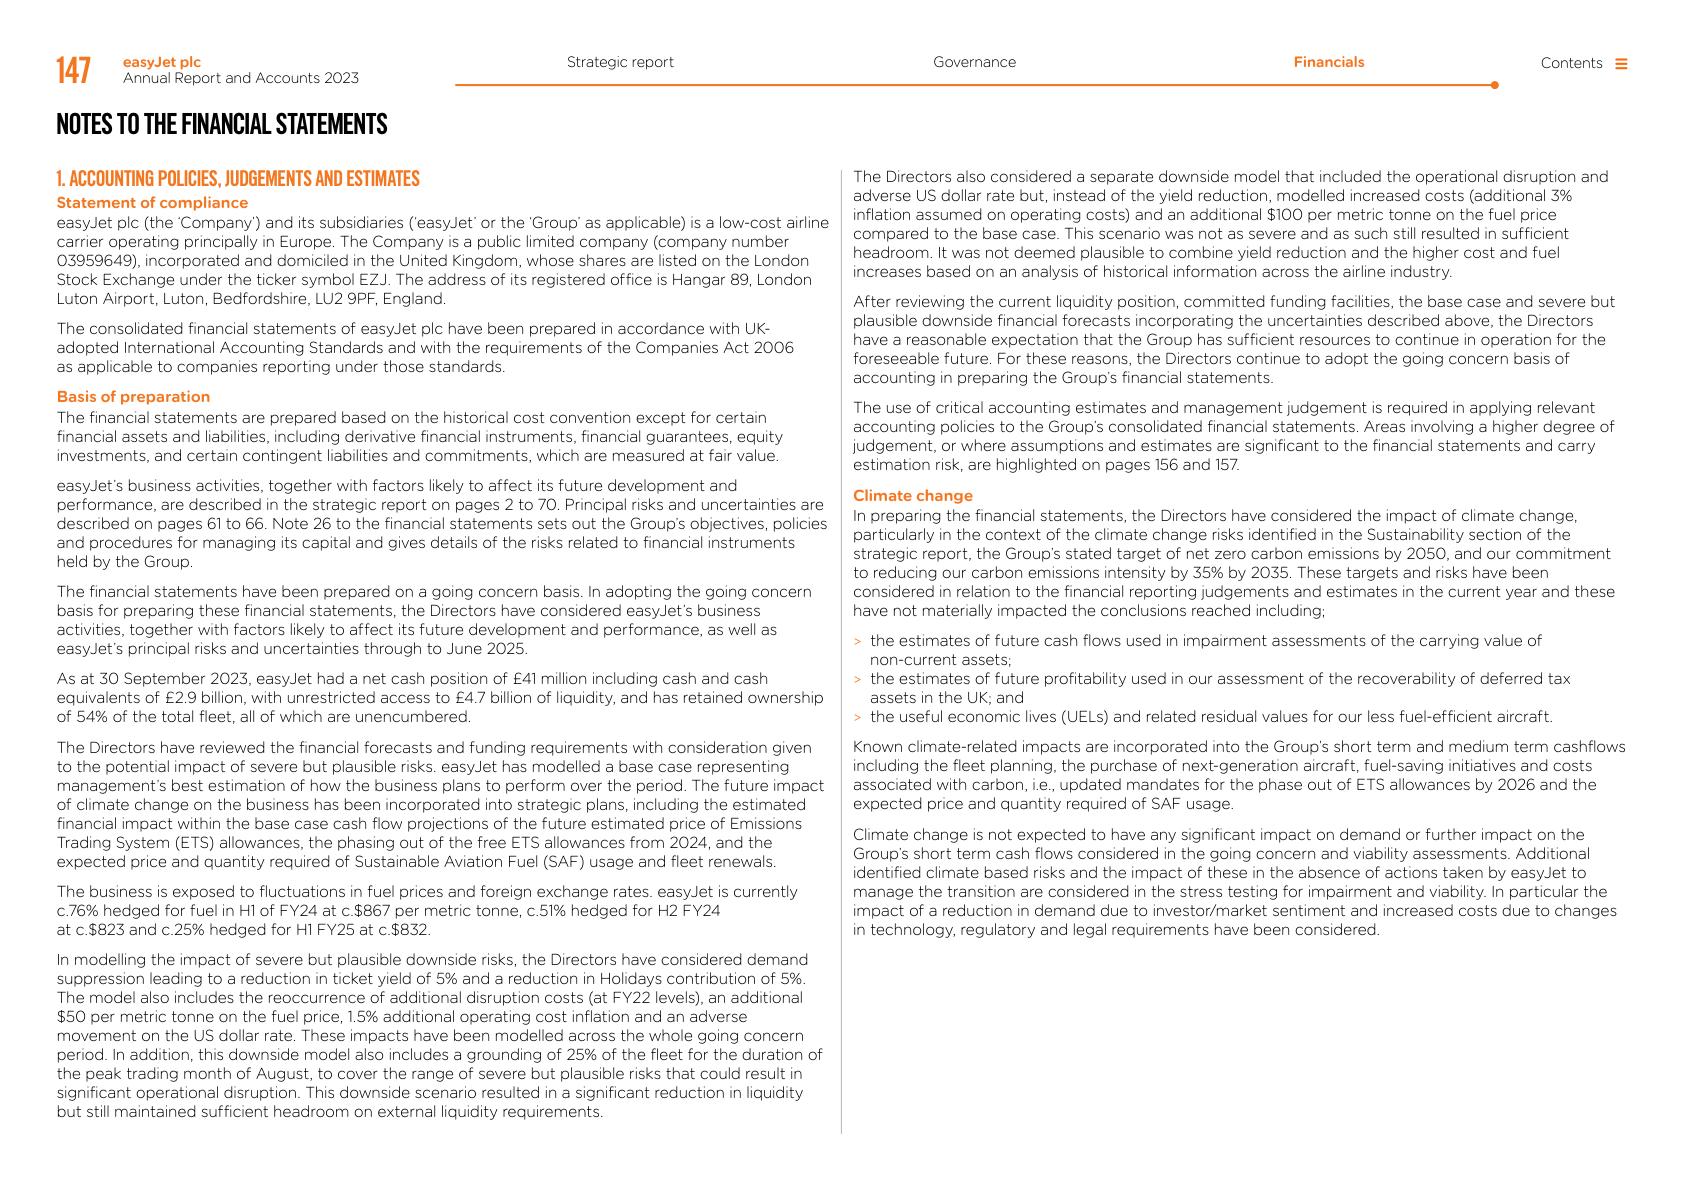 147
easyJet plc
Annual Report and Accounts 2023
Strategic report
Governance
Financials
Contents
NOTES TO THE FINANCIAL STATEMENTS
1. ACCOUNTING POLICIES, JUDGEMENTS AND ESTIMATES
Statement of compliance
easyJet plc (the ‘Company’) and its subsidiaries (‘easyJet’ or the ‘Group’ as applicable) is a low-cost airline
carrier operating principally in Europe. The Company is a public limited company (company number
03959649), incorporated and domiciled in the United Kingdom, whose shares are listed on the London
Stock Exchange under the ticker symbol EZJ. The address of its registered office is Hangar 89, London
Luton Airport, Luton, Bedfordshire, LU2 9PF, England.
The consolidated financial statements of easyJet plc have been prepared in accordance with UK-
adopted International Accounting Standards and with the requirements of the Companies Act 2006
as applicable to companies reporting under those standards.
Basis of preparation
The financial statements are prepared based on the historical cost convention except for certain
financial assets and liabilities, including derivative financial instruments, financial guarantees, equity
investments, and certain contingent liabilities and commitments, which are measured at fair value.
easyJet’s business activities, together with factors likely to affect its future development and
performance, are described in the strategic report on pages 2 to 70. Principal risks and uncertainties are
described on pages 61 to 66. Note 26 to the financial statements sets out the Group’s objectives, policies
and procedures for managing its capital and gives details of the risks related to financial instruments
held by the Group.
The financial statements have been prepared on a going concern basis. In adopting the going concern
basis for preparing these financial statements, the Directors have considered easyJet’s business
activities, together with factors likely to affect its future development and performance, as well as
easyJet’s principal risks and uncertainties through to June 2025.
As at 30 September 2023, easyJet had a net cash position of £41 million including cash and cash
equivalents of £2.9 billion, with unrestricted access to £4.7 billion of liquidity, and has retained ownership
of 54% of the total fleet, all of which are unencumbered.
The Directors have reviewed the financial forecasts and funding requirements with consideration given
to the potential impact of severe but plausible risks. easyJet has modelled a base case representing
management’s best estimation of how the business plans to perform over the period. The future impact
of climate change on the business has been incorporated into strategic plans, including the estimated
financial impact within the base case cash flow projections of the future estimated price of Emissions
Trading System (ETS) allowances, the phasing out of the free ETS allowances from 2024, and the
expected price and quantity required of Sustainable Aviation Fuel (SAF) usage and fleet renewals.
The business is exposed to fluctuations in fuel prices and foreign exchange rates. easyJet is currently
c.76% hedged for fuel in H1 of FY24 at c.$867 per metric tonne, c.51% hedged for H2 FY24
at c.$823 and c.25% hedged for H1 FY25 at c.$832.
In modelling the impact of severe but plausible downside risks, the Directors have considered demand
suppression leading to a reduction in ticket yield of 5% and a reduction in Holidays contribution of 5%.
The model also includes the reoccurrence of additional disruption costs (at FY22 levels), an additional
$50 per metric tonne on the fuel price, 1.5% additional operating cost inflation and an adverse
movement on the US dollar rate. These impacts have been modelled across the whole going concern
period. In addition, this downside model also includes a grounding of 25% of the fleet for the duration of
the peak trading month of August, to cover the range of severe but plausible risks that could result in
significant operational disruption. This downside scenario resulted in a significant reduction in liquidity
but still maintained sufficient headroom on external liquidity requirements.
The Directors also considered a separate downside model that included the operational disruption and
adverse US dollar rate but, instead of the yield reduction, modelled increased costs (additional 3%
inflation assumed on operating costs) and an additional $100 per metric tonne on the fuel price
compared to the base case. This scenario was not as severe and as such still resulted in sufficient
headroom. It was not deemed plausible to combine yield reduction and the higher cost and fuel
increases based on an analysis of historical information across the airline industry.
After reviewing the current liquidity position, committed funding facilities, the base case and severe but
plausible downside financial forecasts incorporating the uncertainties described above, the Directors
have a reasonable expectation that the Group has sufficient resources to continue in operation for the
foreseeable future. For these reasons, the Directors continue to adopt the going concern basis of
accounting in preparing the Group’s financial statements.
The use of critical accounting estimates and management judgement is required in applying relevant
accounting policies to the Group’s consolidated financial statements. Areas involving a higher degree of
judgement, or where assumptions and estimates are significant to the financial statements and carry
estimation risk, are highlighted on pages 156 and 157.
Climate change
In preparing the financial statements, the Directors have considered the impact of climate change,
particularly in the context of the climate change risks identified in the Sustainability section of the
strategic report, the Group’s stated target of net zero carbon emissions by 2050, and our commitment
to reducing our carbon emissions intensity by 35% by 2035. These targets and risks have been
considered in relation to the financial reporting judgements and estimates in the current year and these
have not materially impacted the conclusions reached including;
> the estimates of future cash flows used in impairment assessments of the carrying value of
non-current assets;
> the estimates of future profitability used in our assessment of the recoverability of deferred tax
assets in the UK; and
> the useful economic lives (UELs) and related residual values for our less fuel-efficient aircraft.
Known climate-related impacts are incorporated into the Group’s short term and medium term cashflows
including the fleet planning, the purchase of next-generation aircraft, fuel-saving initiatives and costs
associated with carbon, i.e., updated mandates for the phase out of ETS allowances by 2026 and the
expected price and quantity required of SAF usage.
Climate change is not expected to have any significant impact on demand or further impact on the
Group’s short term cash flows considered in the going concern and viability assessments. Additional
identified climate based risks and the impact of these in the absence of actions taken by easyJet to
manage the transition are considered in the stress testing for impairment and viability. In particular the
impact of a reduction in demand due to investor/market sentiment and increased costs due to changes
in technology, regulatory and legal requirements have been considered.